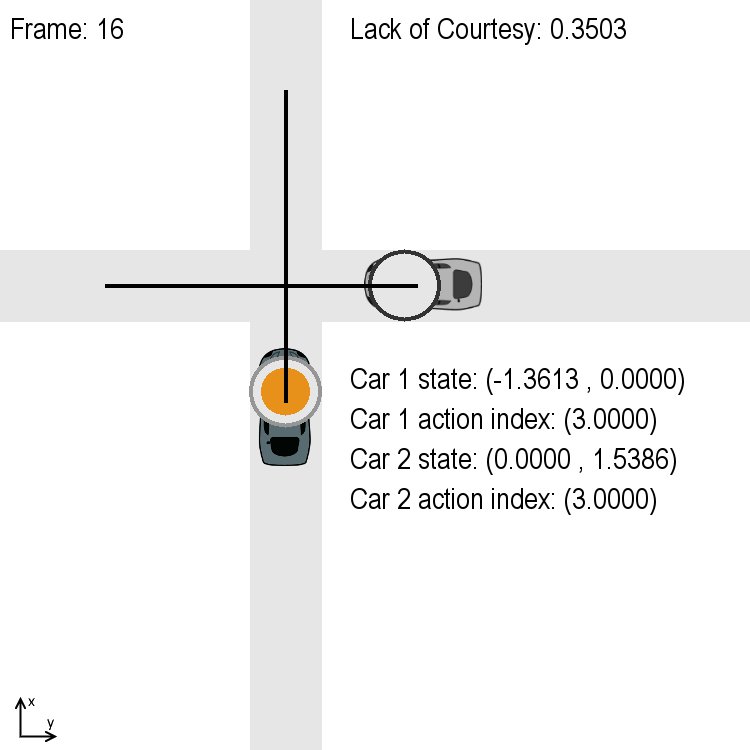 Frame: 16
Lack of Courtesy: 0.3503
Car 1 state: (-1.3613 , 0.0000)
Car 1 action index: (3.0000)
Car 2 state: (0.0000 , 1.5386)
Car 2 action index: (3.0000)
x
y